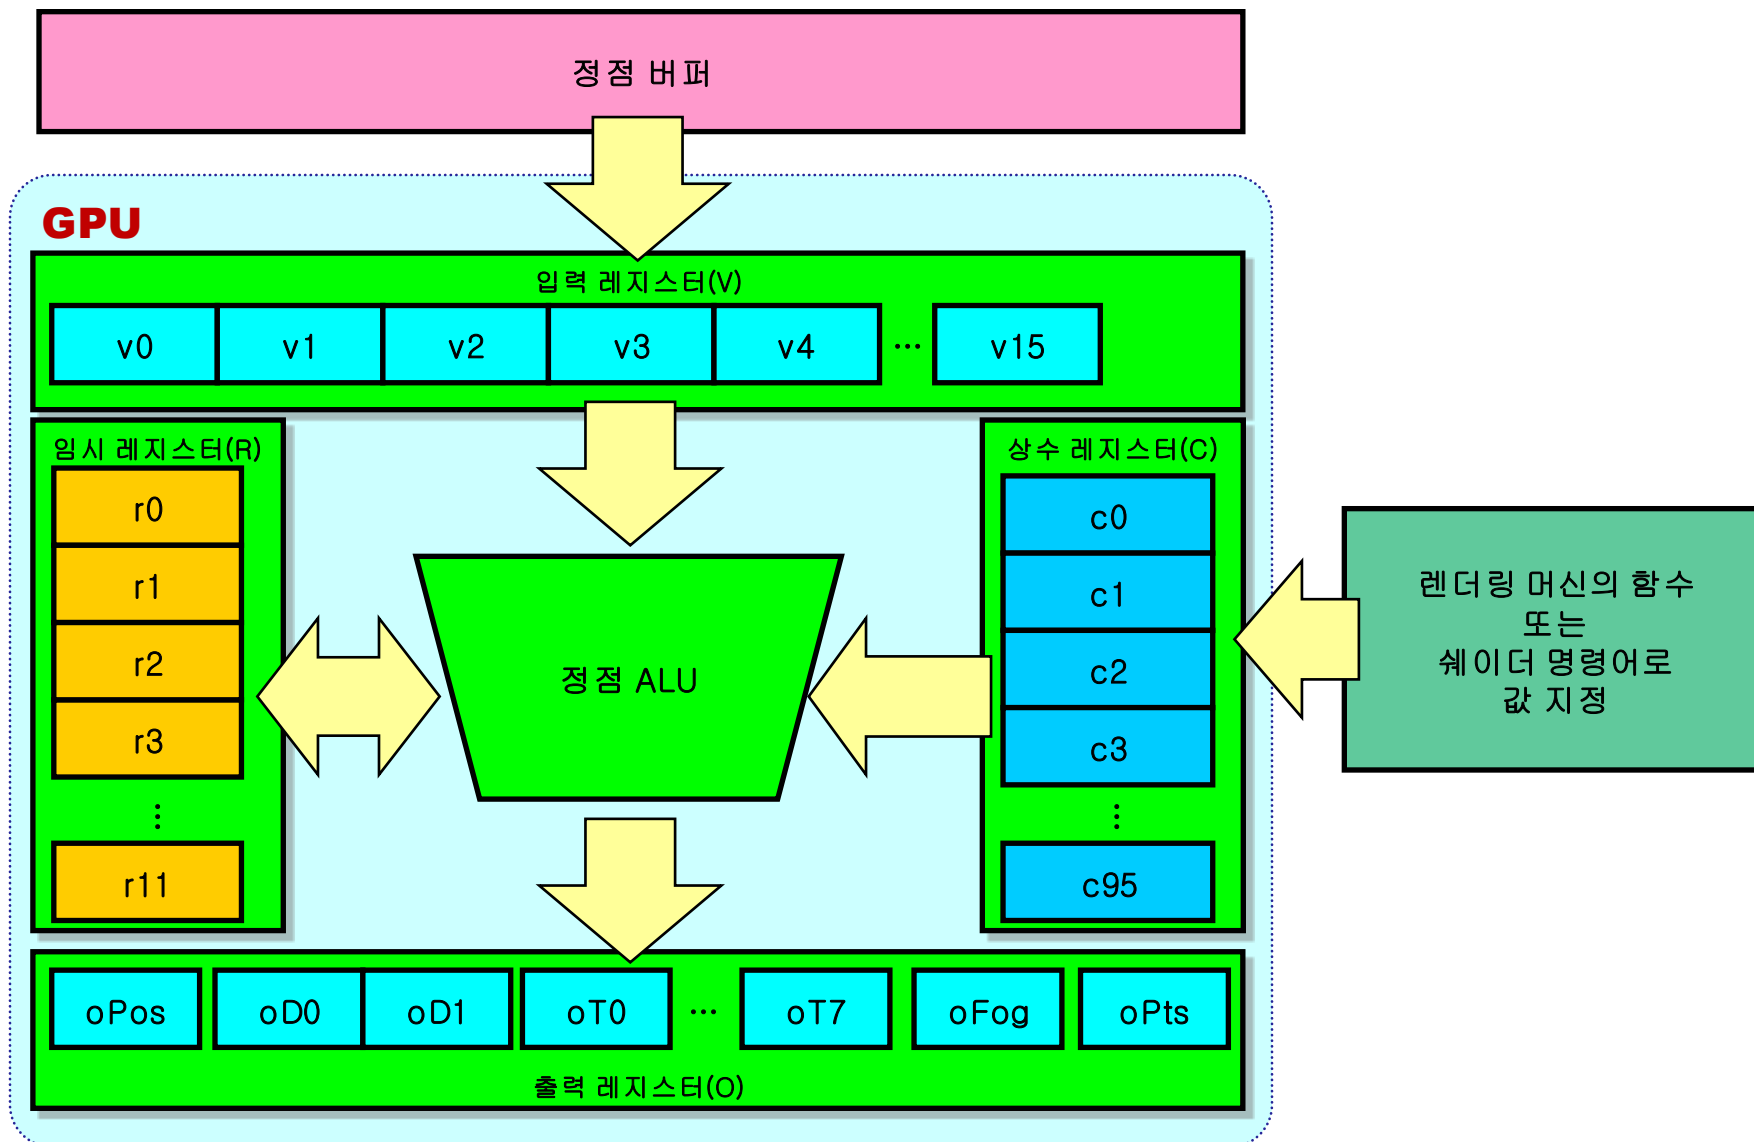 정점 버퍼
GPU
입력 레지스터(V)
v0 v1 v2 v3 v4 ... v15
임시 레지스터(R)
r0
r1
r2
r3
⋮
r11
정점 ALU
상수 레지스터(C)
c0
c1
c2
c3
⋮
c95
렌더링 머신의 함수
또는
쉐이더 명령어로
값 지정
oPos oD0 oD1 oT0 ... oT7 oFog oPts
출력 레지스터(O)